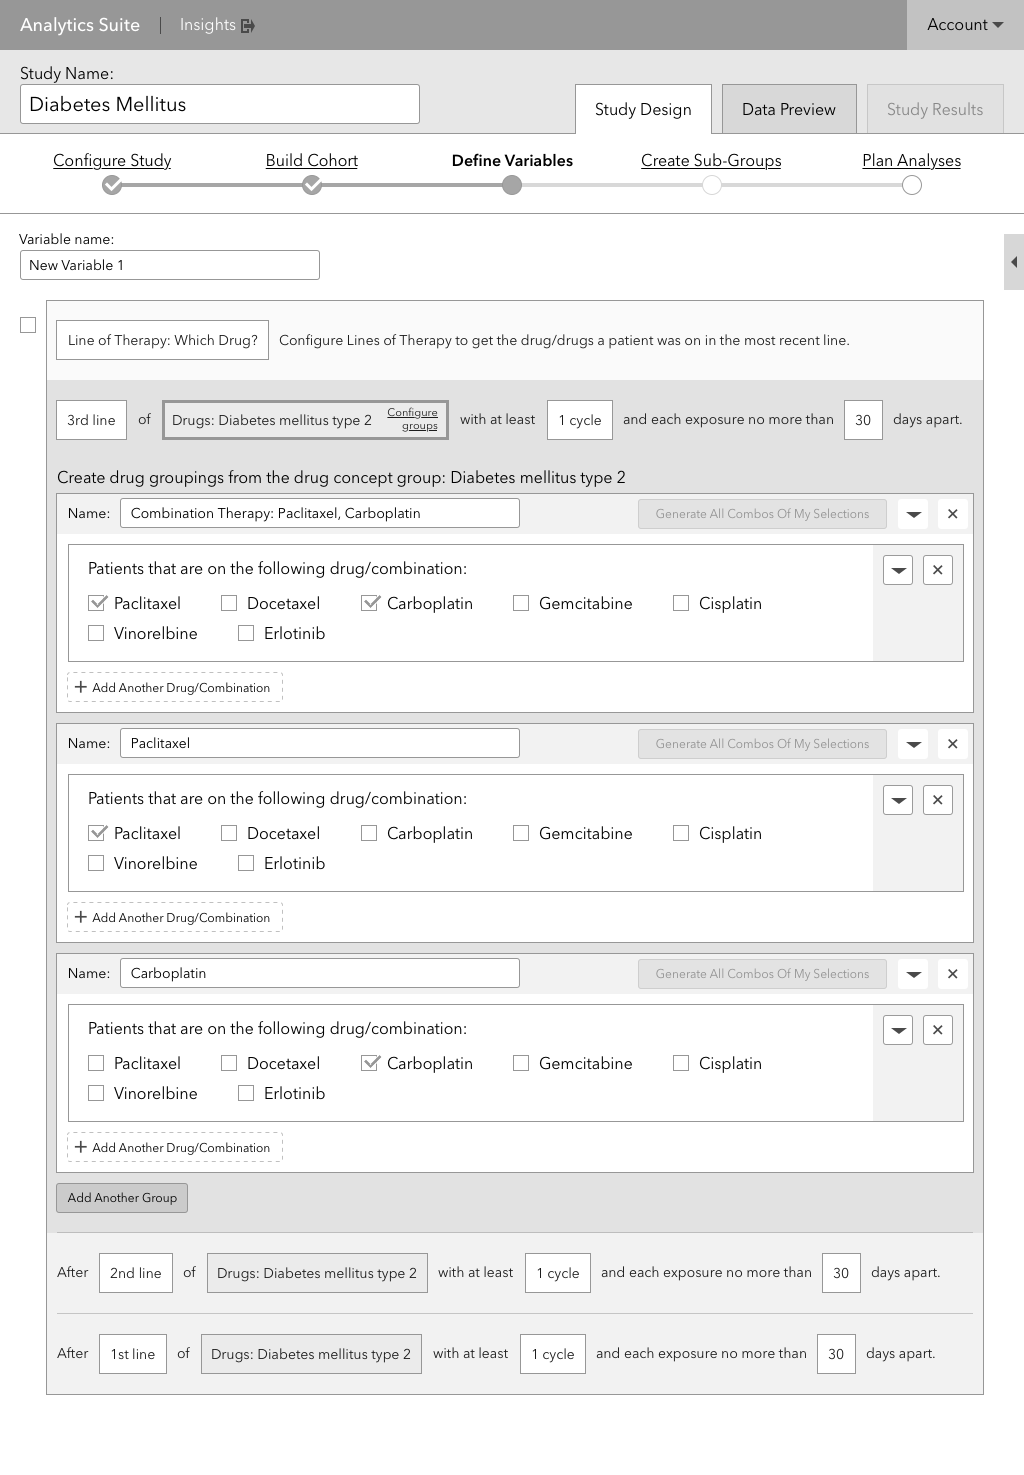 Analytics Suite | Insights Account
Study Name:
Diabetes Mellitus
Study Design Data Preview Study Results
Configure Study Build Cohort Define Variables Create Sub-Groups Plan Analyses
Variable name:
New Variable 1
Line of Therapy: Which Drug? Configure Lines of Therapy to get the drug/drugs a patient was on in the most recent line.
3rd line of Drugs: Diabetes mellitus type 2 Configure groups with at least 1 cycle and each exposure no more than 30 days apart.
Create drug groupings from the drug concept group: Diabetes mellitus type 2
Name: Combination Therapy: Paclitaxel, Carboplatin Generate All Combos Of My Selections
Patients that are on the following drug/combination:
Paclitaxel Docetaxel Carboplatin Gemcitabine Cisplatin
Vinorelbine Erlotinib
+ Add Another Drug/Combination
Name: Paclitaxel Generate All Combos Of My Selections
Patients that are on the following drug/combination:
Paclitaxel Docetaxel Carboplatin Gemcitabine Cisplatin
Vinorelbine Erlotinib
+ Add Another Drug/Combination
Name: Carboplatin Generate All Combos Of My Selections
Patients that are on the following drug/combination:
Paclitaxel Docetaxel Carboplatin Gemcitabine Cisplatin
Vinorelbine Erlotinib
+ Add Another Drug/Combination
Add Another Group
After 2nd line of Drugs: Diabetes mellitus type 2 with at least 1 cycle and each exposure no more than 30 days apart.
After 1st line of Drugs: Diabetes mellitus type 2 with at least 1 cycle and each exposure no more than 30 days apart.